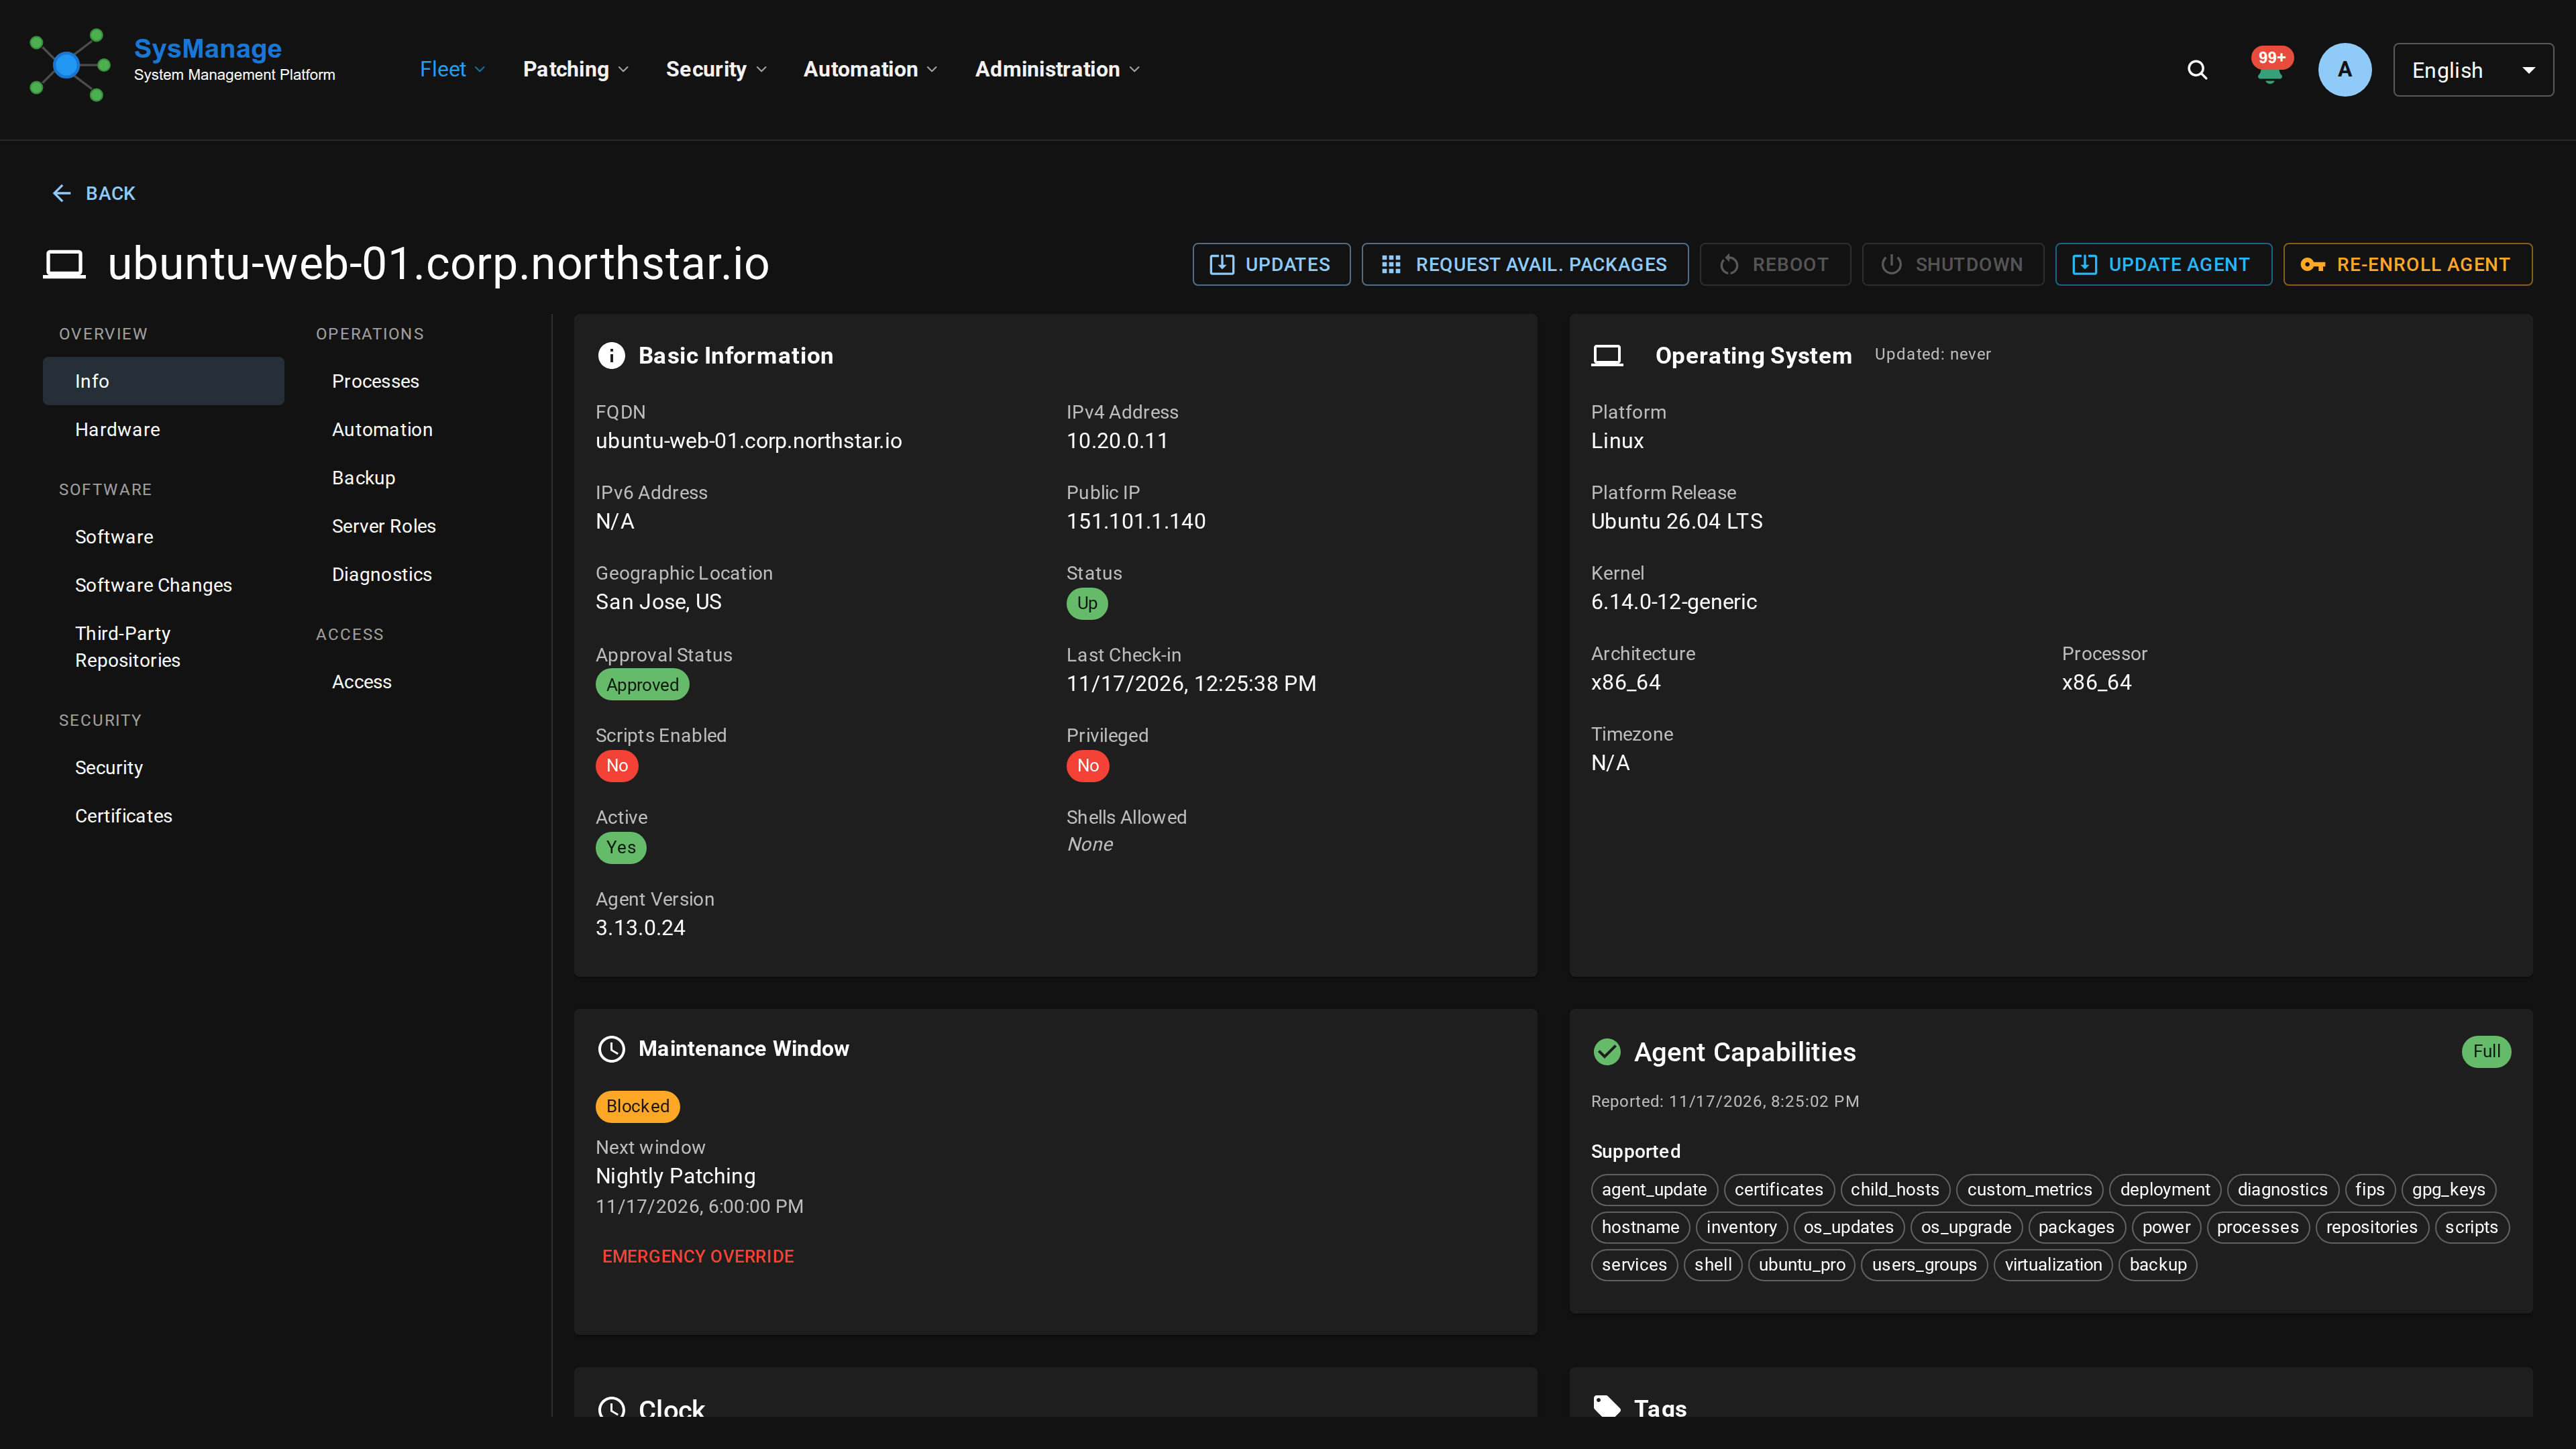 SysManage
System Management Platform
Fleet
Patching
Security
Automation
Administration
99+
A
English
BACK
ubuntu-web-01.corp.northstar.io
UPDATES
REQUEST AVAIL. PACKAGES
REBOOT
SHUTDOWN
UPDATE AGENT
RE-ENROLL AGENT
OVERVIEW
Info
Hardware
SOFTWARE
Software
Software Changes
Third-Party
Repositories
SECURITY
Security
Certificates
OPERATIONS
Processes
Automation
Backup
Server Roles
Diagnostics
ACCESS
Access
Basic Information
FQDN
ubuntu-web-01.corp.northstar.io
IPv4 Address
10.20.0.11
IPv6 Address
N/A
Public IP
151.101.1.140
Geographic Location
San Jose, US
Status
Up
Approval Status
Approved
Last Check-in
11/17/2026, 12:25:38 PM
Scripts Enabled
No
Privileged
No
Active
Yes
Shells Allowed
None
Agent Version
3.13.0.24
Operating System
Updated: never
Platform
Linux
Platform Release
Ubuntu 26.04 LTS
Kernel
6.14.0-12-generic
Architecture
x86_64
Processor
x86_64
Timezone
N/A
Maintenance Window
Blocked
Next window
Nightly Patching
11/17/2026, 6:00:00 PM
EMERGENCY OVERRIDE
Agent Capabilities
Full
Reported: 11/17/2026, 8:25:02 PM
Supported
agent_update certificates child_hosts custom_metrics deployment diagnostics fips gpg_keys
hostname inventory os_updates os_upgrade packages power processes repositories scripts
services shell ubuntu_pro users_groups virtualization backup
Clock
Tags